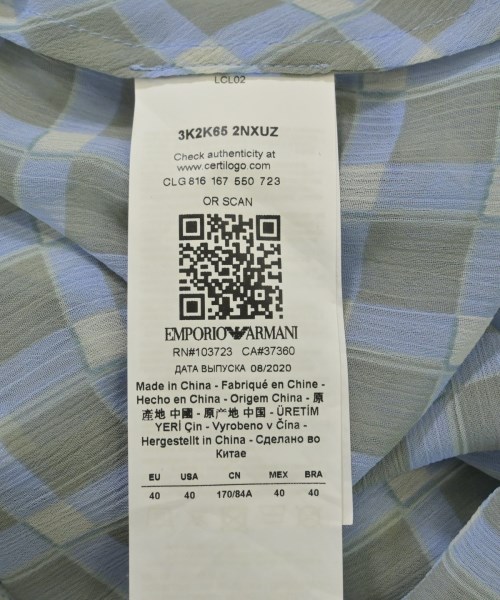 LCL02
3K2K65 2NXUZ
Check authenticity at
www.certilogo.com
CLG 816 167 550 723
OR SCAN
EMPORIO ARMANI
RN#103723 CA#37360
ДАТА ВЫПУСКА 08/2020
Made in China - Fabriqué en Chine -
Hecho en China - Origem China - 原
產地 中國 - 原产地 中国 - ÜRETİM
YERİ Çin - Vyrobeno v Čína -
Hergestellt in China - Сделано во
Китае
EU USA CN MEX BRA
40 40 170/84A 40 40